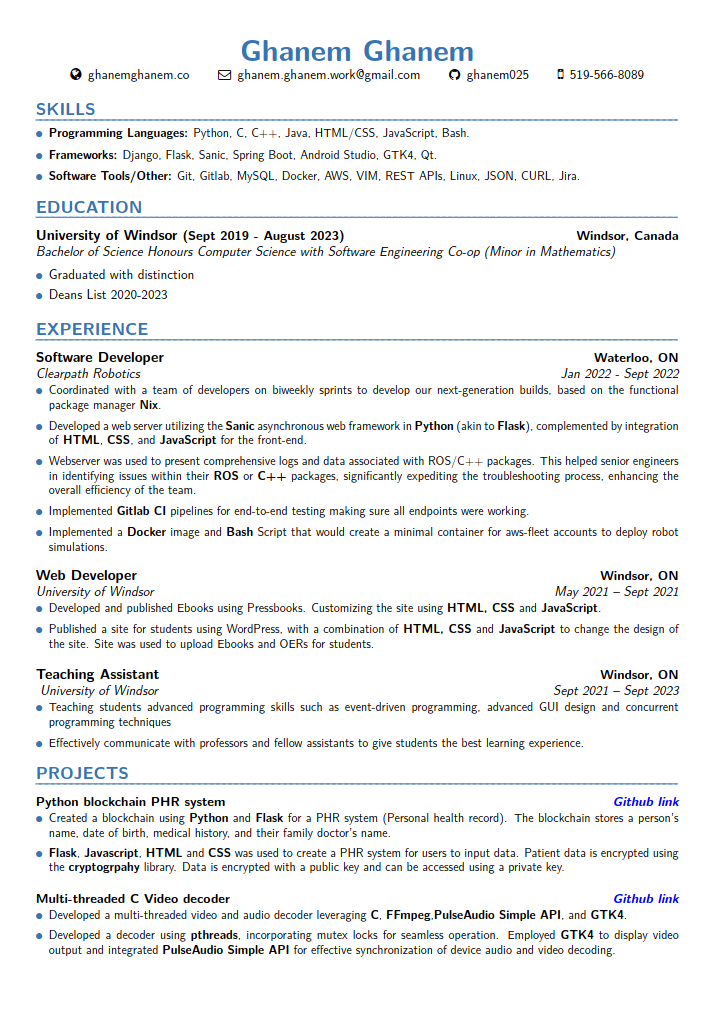 Ghanem Ghanem
ghanemghanem.co ghanem.ghanem.work@gmail.com ghanem025 519-566-8089
SKILLS
Programming Languages: Python, C, C++, Java, HTML/CSS, JavaScript, Bash.
Frameworks: Django, Flask, Sanic, Spring Boot, Android Studio, GTK4, Qt.
Software Tools/Other: Git, Gitlab, MySQL, Docker, AWS, VIM, REST APIs, Linux, JSON, CURL, Jira.
EDUCATION
University of Windsor (Sept 2019 - August 2023) Windsor, Canada
Bachelor of Science Honours Computer Science with Software Engineering Co-op (Minor in Mathematics)
Graduated with distinction
Deans List 2020-2023
EXPERIENCE
Software Developer Waterloo, ON
Clearpath Robotics Jan 2022 - Sept 2022
Coordinated with a team of developers on biweekly sprints to develop our next-generation builds, based on the functional
package manager Nix.
Developed a web server utilizing the Sanic asynchronous web framework in Python (akin to Flask), complemented by integration
of HTML, CSS, and JavaScript for the front-end.
Webserver was used to present comprehensive logs and data associated with ROS/C++ packages. This helped senior engineers
in identifying issues within their ROS or C++ packages, significantly expediting the troubleshooting process, enhancing the
overall efficiency of the team.
Implemented Gitlab CI pipelines for end-to-end testing making sure all endpoints were working.
Implemented a Docker image and Bash Script that would create a minimal container for aws-fleet accounts to deploy robot
simulations.
Web Developer Windsor, ON
University of Windsor May 2021 – Sept 2021
Developed and published Ebooks using Pressbooks. Customizing the site using HTML, CSS and JavaScript.
Published a site for students using WordPress, with a combination of HTML, CSS and JavaScript to change the design of
the site. Site was used to upload Ebooks and OERs for students.
Teaching Assistant Windsor, ON
University of Windsor Sept 2021 – Sept 2023
Teaching students advanced programming skills such as event-driven programming, advanced GUI design and concurrent
programming techniques
Effectively communicate with professors and fellow assistants to give students the best learning experience.
PROJECTS
Python blockchain PHR system Github link
Created a blockchain using Python and Flask for a PHR system (Personal health record). The blockchain stores a person's
name, date of birth, medical history, and their family doctor's name.
Flask, Javascript, HTML and CSS was used to create a PHR system for users to input data. Patient data is encrypted using
the cryptogrpahy library. Data is encrypted with a public key and can be accessed using a private key.
Multi-threaded C Video decoder Github link
Developed a multi-threaded video and audio decoder leveraging C, FFmpeg,PulseAudio Simple API, and GTK4.
Developed a decoder using pthreads, incorporating mutex locks for seamless operation. Employed GTK4 to display video
output and integrated PulseAudio Simple API for effective synchronization of device audio and video decoding.